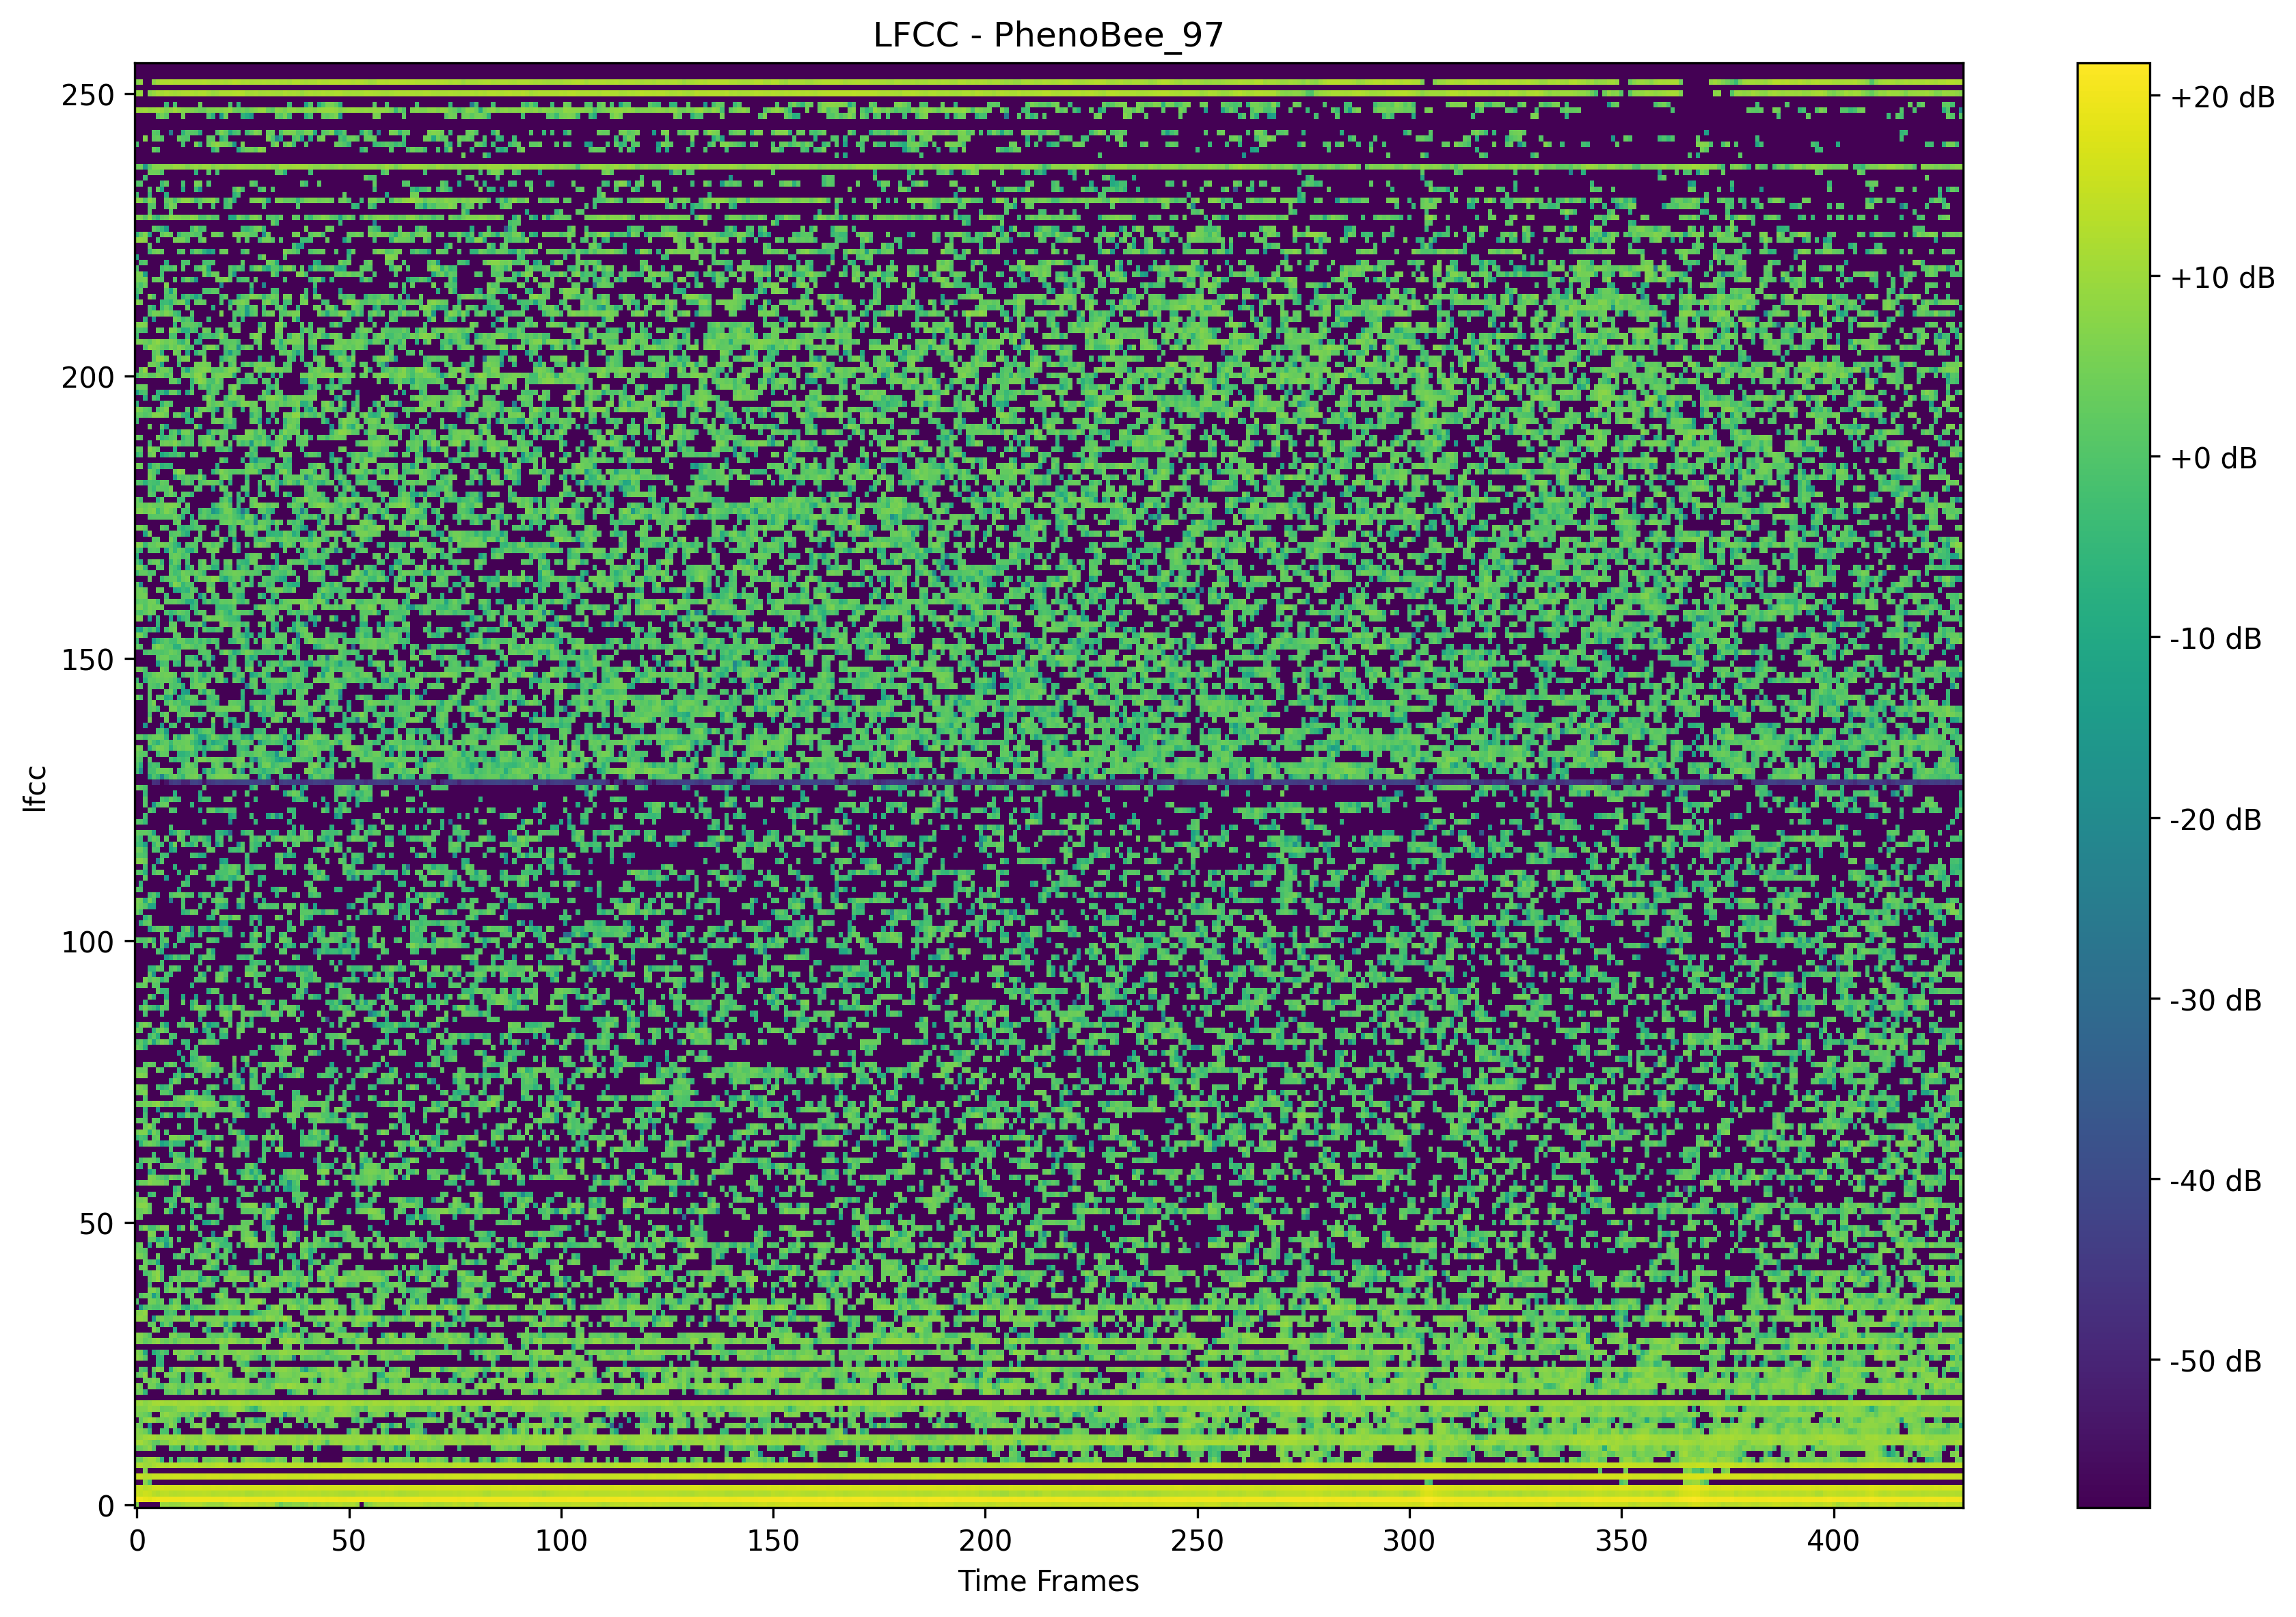 LFCC - PhenoBee_97
250
200
150
100
50
0
lfcc
0 50 100 150 200 250 300 350 400
Time Frames
+20 dB
+10 dB
+0 dB
-10 dB
-20 dB
-30 dB
-40 dB
-50 dB